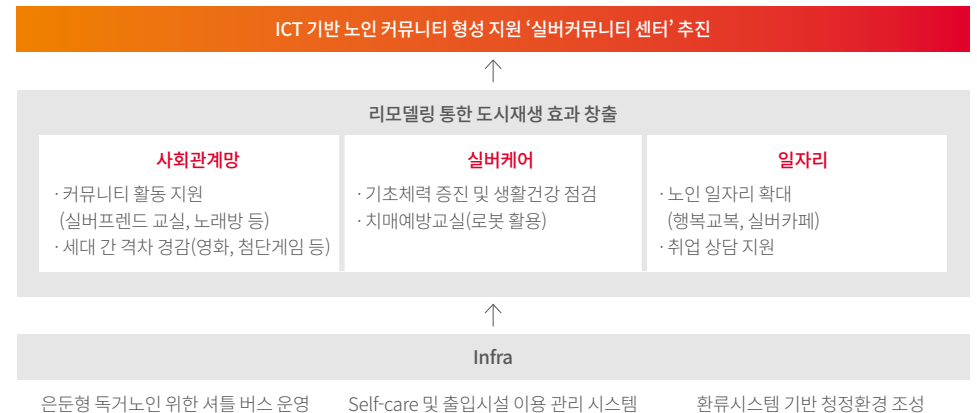 ICT 기반 노인 커뮤니티 형성 지원 ‘실버커뮤니티 센터’ 추진
리모델링 통한 도시재생 효과 창출
사회관계망
· 커뮤니티 활동 지원
(실버프렌드 교실, 노래방 등)
· 세대 간 격차 경감(영화, 첨단게임 등)
실버케어
· 기초체력 증진 및 생활건강 점검
· 치매예방교실(로봇 활용)
일자리
· 노인 일자리 확대
(행복교복, 실버카페)
· 취업 상담 지원
Infra
은둔형 독거노인 위한 셔틀 버스 운영
Self-care 및 출입시설 이용 관리 시스템
환류시스템 기반 청정환경 조성